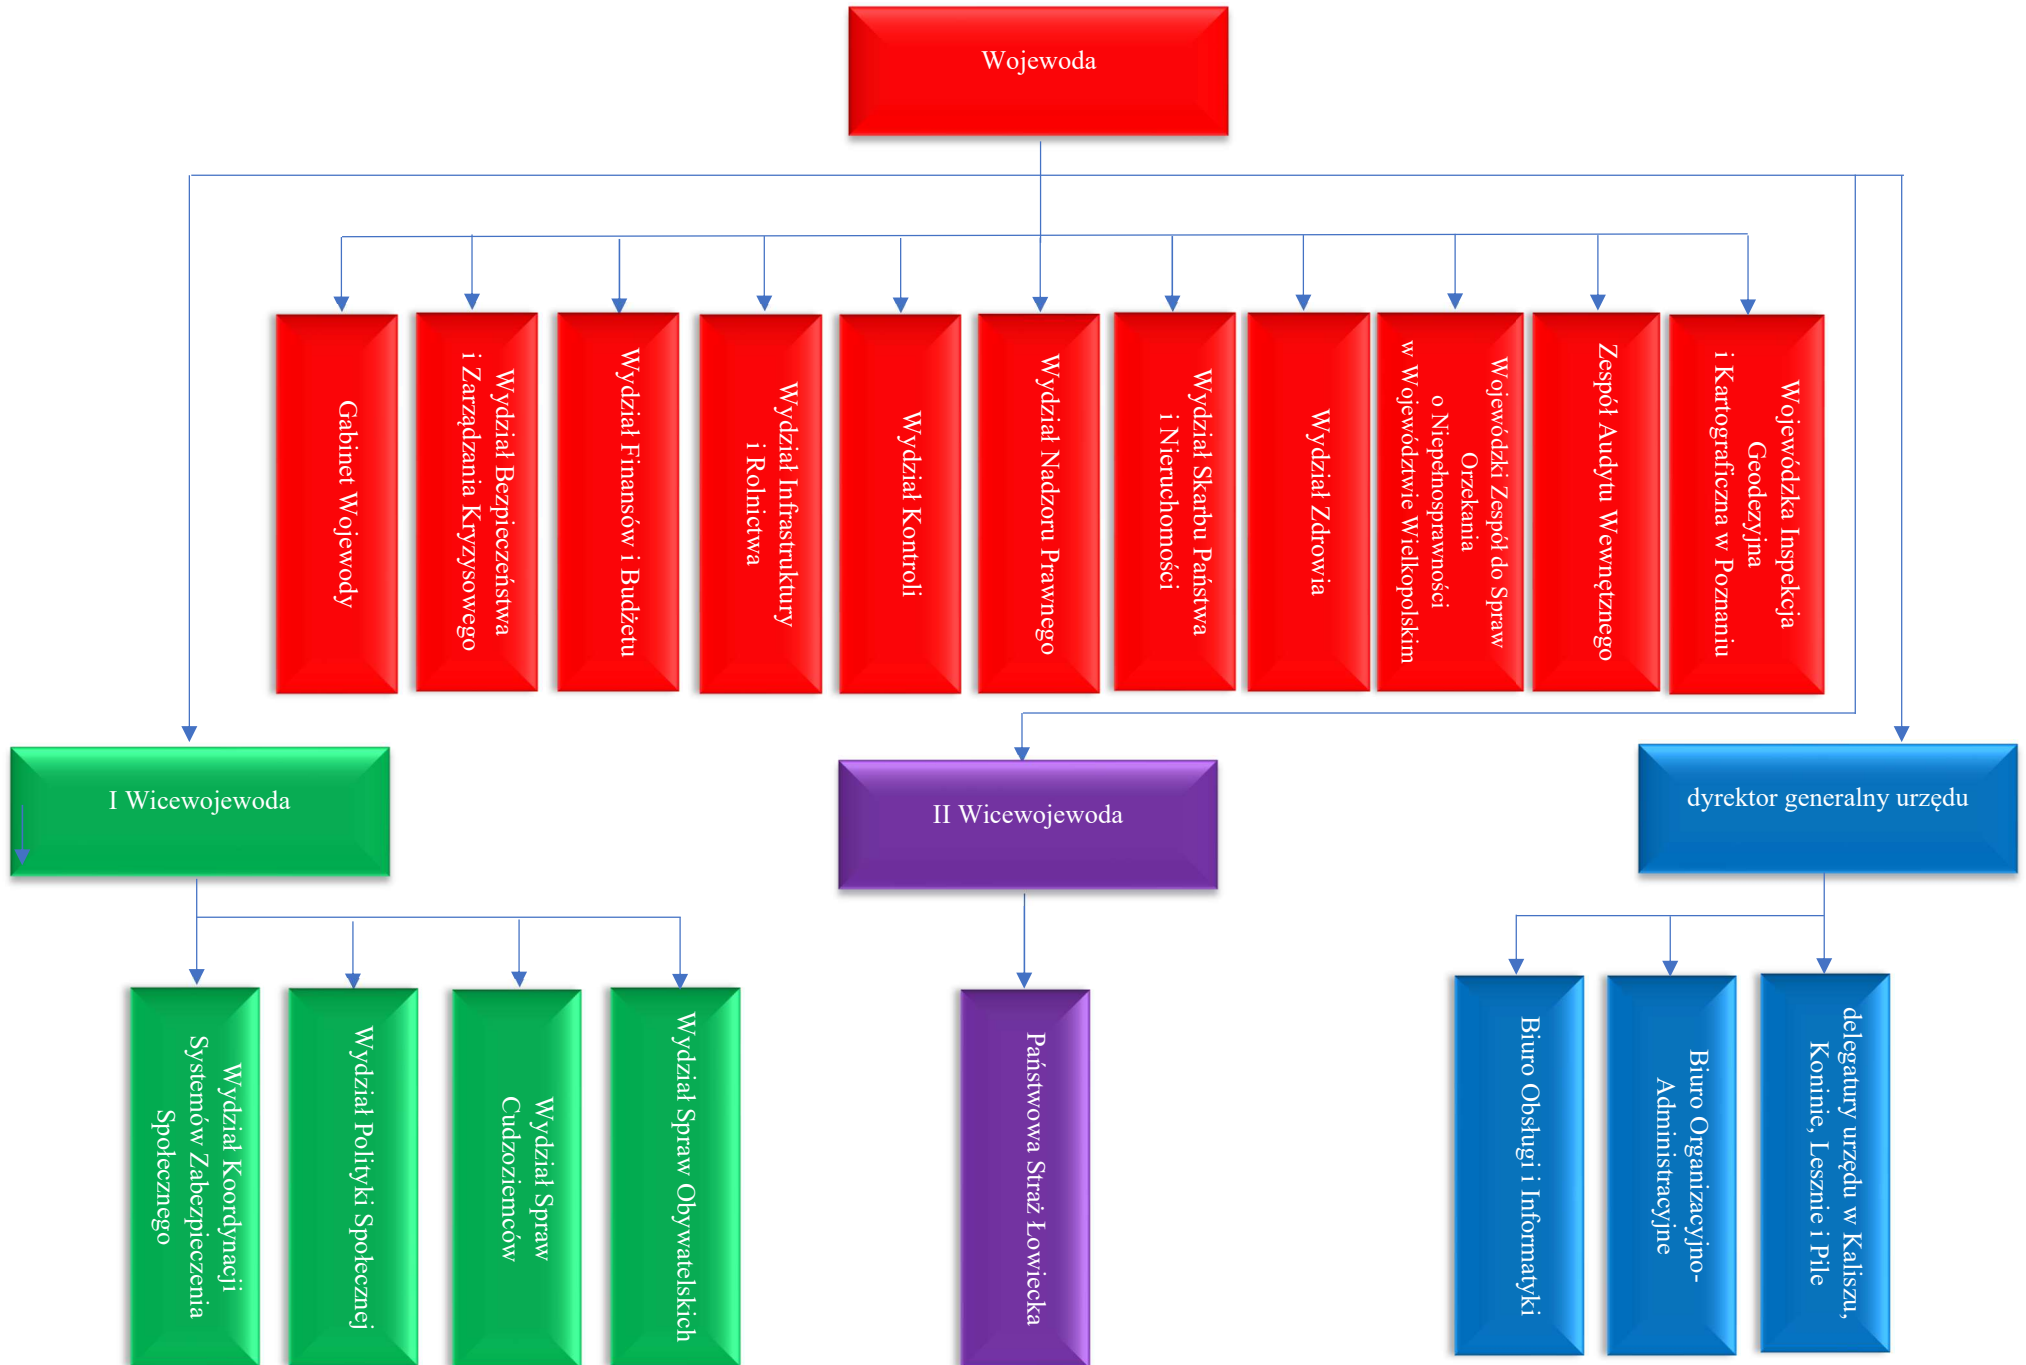 Wojewoda
Gabinet Wojewody
Wydział Bezpieczeństwa
i Zarządzania Kryzysowego
Wydział Finansów i Budżetu
Wydział Infrastruktury
i Rolnictwa
Wydział Kontroli
Wydział Nadzoru Prawnego
Wydział Skarbu Państwa
i Nieruchomości
Wydział Zdrowia
Wojewódzki Zespół do Spraw
Orzekania
o Niepełnosprawności
w Województwie Wielkopolskim
Zespół Audytu Wewnętznego
Wojewódzka Inspekcja
Geodezyjna
i Kartograficzna w Poznaniu
I Wicewojewoda
II Wicewojewoda
dyrektor generalny urzędu
Wydział Koordynacji
Systemów Zabezpieczenia
Społecznego
Wydział Polityki Społecznej
Wydział Spraw
Cudzoziemców
Wydział Spraw Obywatelskich
Państwowa Straż Łowiecka
Biuro Obsługi i Informatyki
Biuro Organizacyjno-
Administracyjne
delegatury urzędu w Kaliszu,
Koninie, Lesznie i Pile